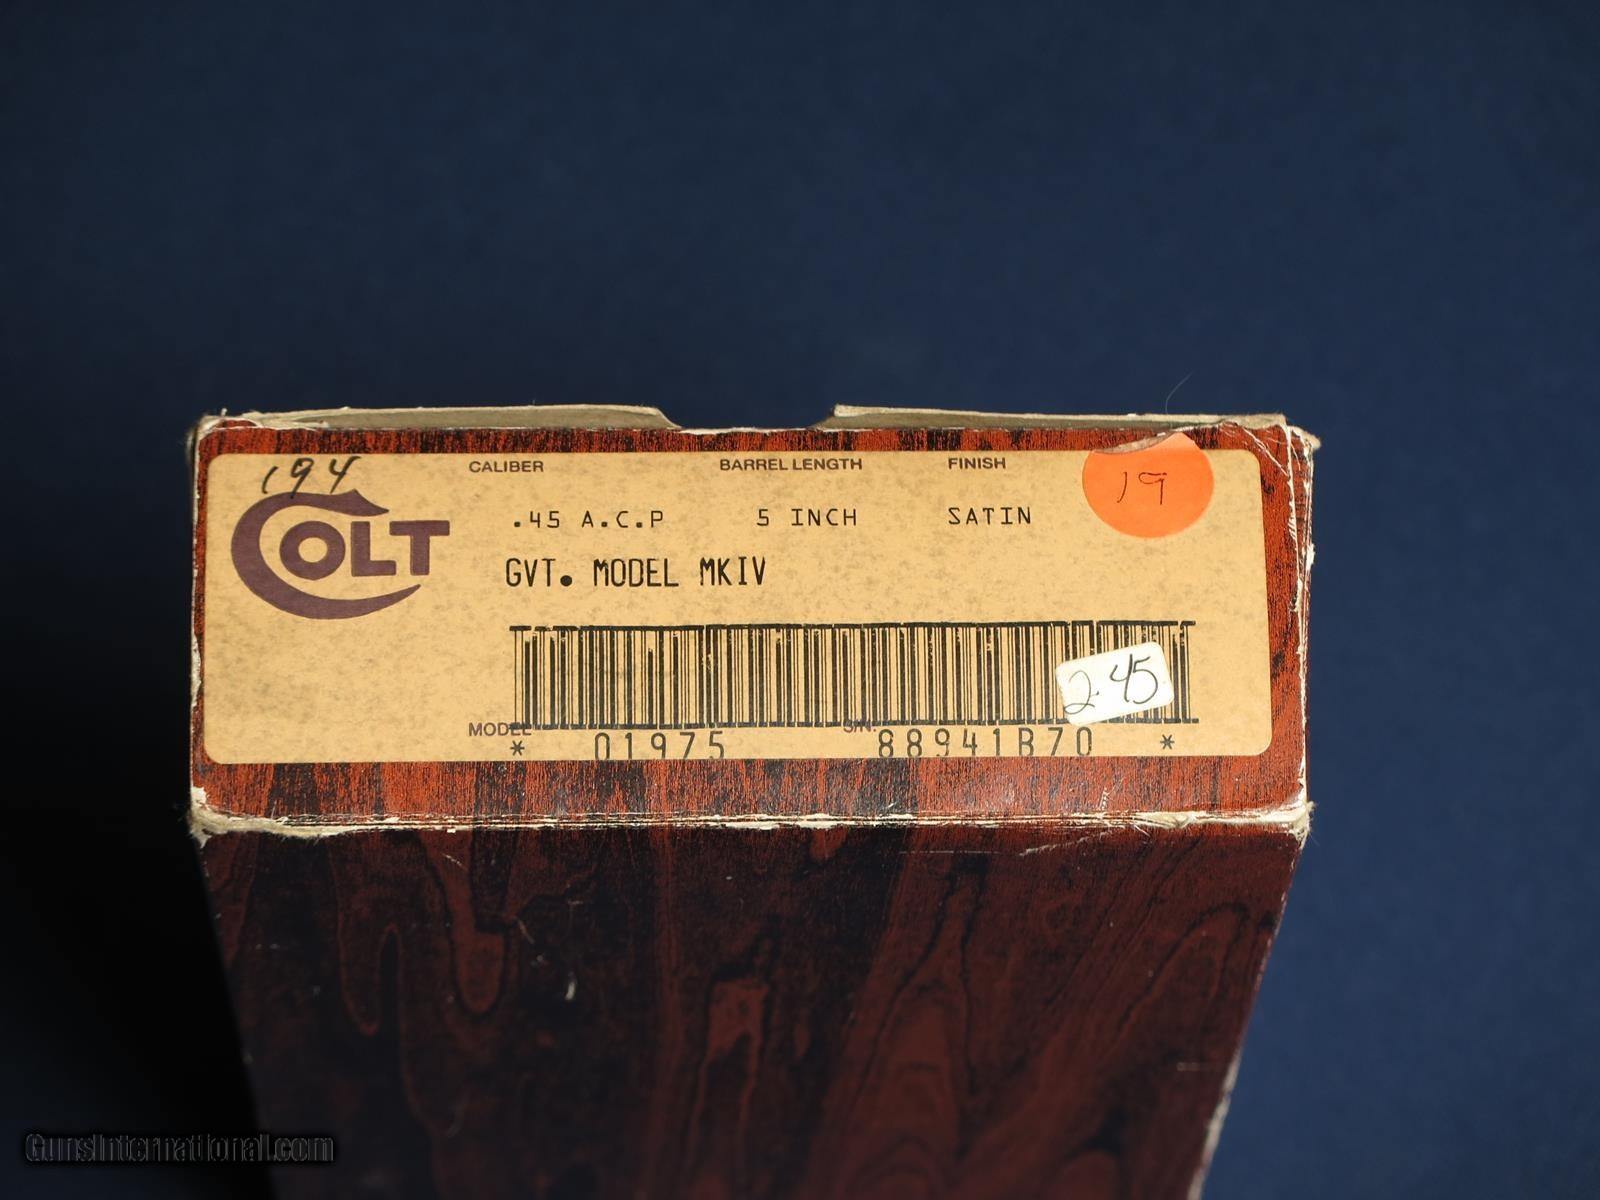 194
CALIBER BARREL LENGTH FINISH
19
COLT
.45 A.C.P 5 INCH SATIN
GVT. MODEL MKIV
2.45
MODEL S/N.
* 01975 88941B70 *
GunsInternational.com